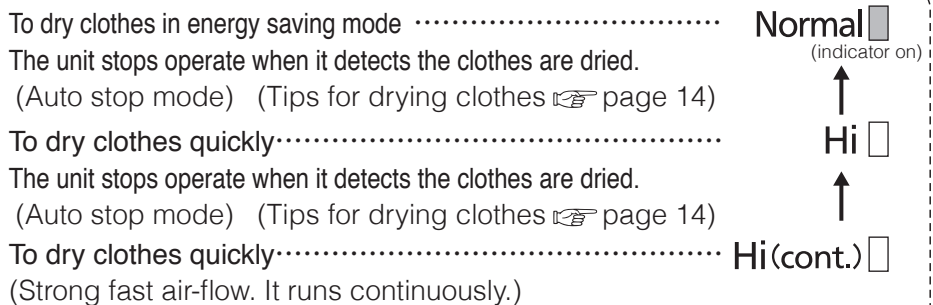 To dry clothes in energy saving mode ································ Normal
(indicator on)
The unit stops operate when it detects the clothes are dried.
(Auto stop mode) (Tips for drying clothes ☞ page 14)
To dry clothes quickly·············································· Hi
The unit stops operate when it detects the clothes are dried.
(Auto stop mode) (Tips for drying clothes ☞ page 14)
To dry clothes quickly·············································· Hi(cont.)
(Strong fast air-flow. It runs continuously.)